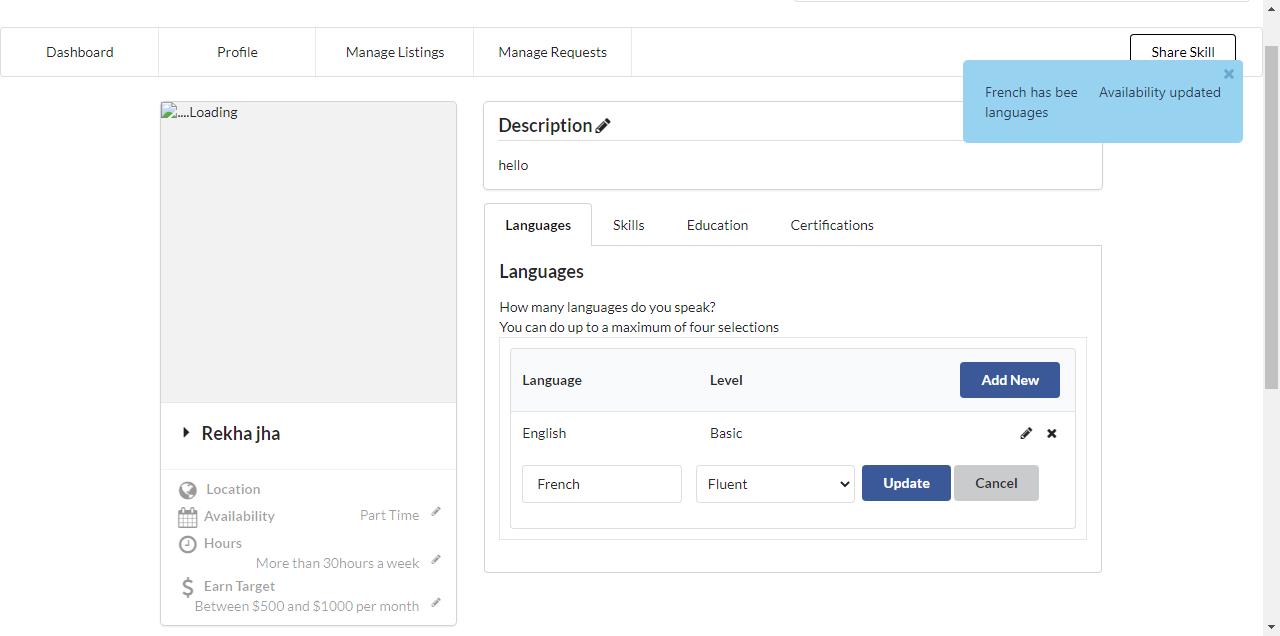 Dashboard
Profile
Manage Listings
Manage Requests
Share Skill
French has bee
languages
Availability updated
....Loading
Description
hello
Rekha jha
Location
Availability Part Time
Hours
More than 30hours a week
Earn Target
Between $500 and $1000 per month
Languages Skills Education Certifications
Languages
How many languages do you speak?
You can do up to a maximum of four selections
Language Level Add New
English Basic
French Fluent Update Cancel